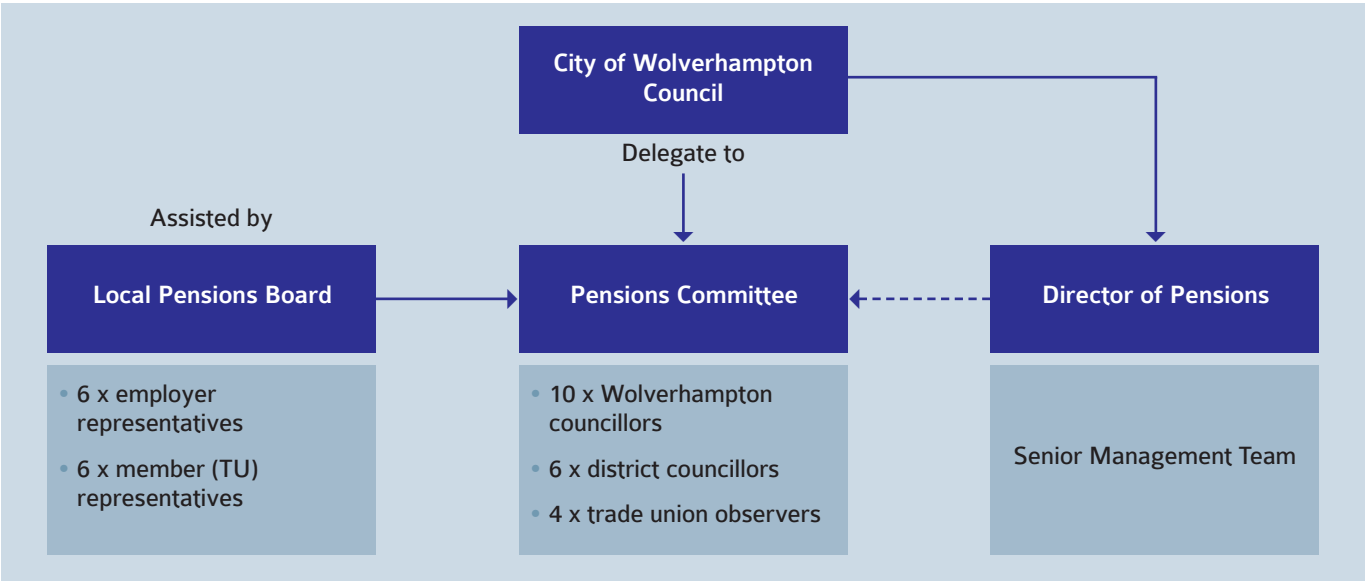 City of Wolverhampton
Council
Delegate to
Assisted by
Local Pensions Board
Pensions Committee
Director of Pensions
• 6 x employer
representatives
• 6 x member (TU)
representatives
• 10 x Wolverhampton
councillors
• 6 x district councillors
• 4 x trade union observers
Senior Management Team